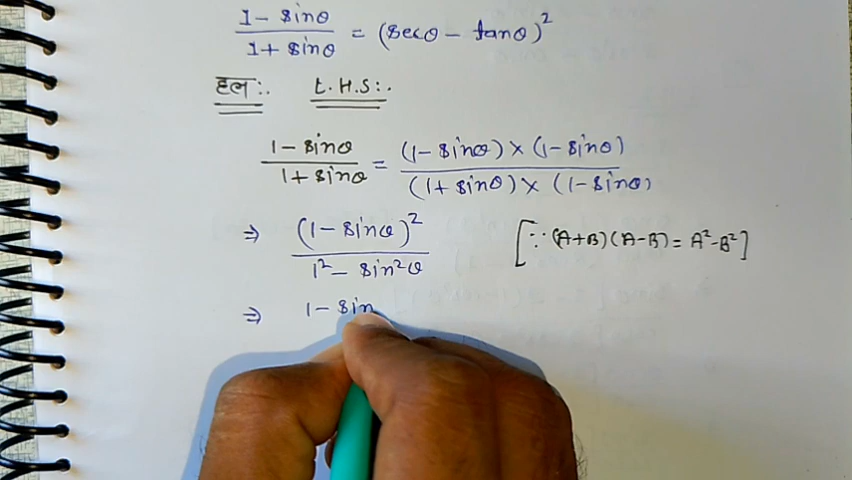 1 - sinθ / 1 + sinθ = (secθ - tanθ)²
हल:. L.H.S:.
1 - sinθ / 1 + sinθ = (1 - sinθ) × (1 - sinθ) / (1 + sinθ) × (1 - sinθ)
⇒ (1 - sinθ)² / 1² - sin²θ [∵ (A+B)(A-B) = A² - B²]
⇒ 1 - sin